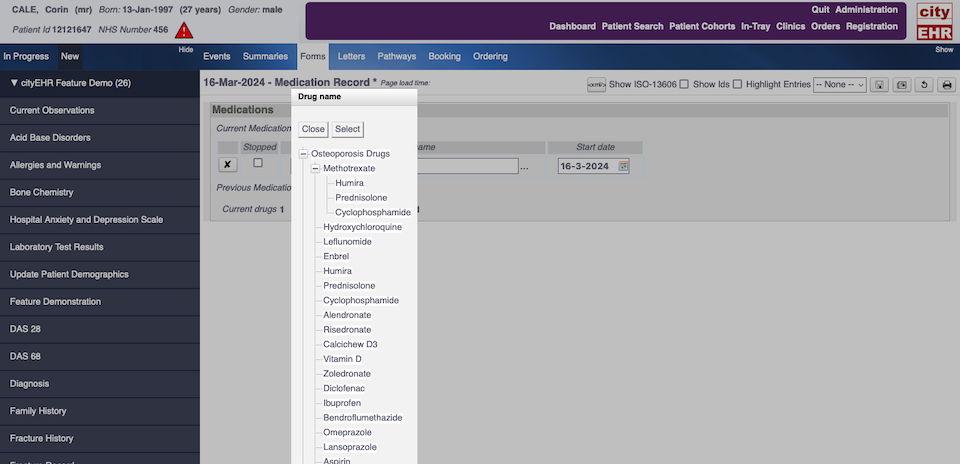 CALE, Corin (mr) Born: 13-Jan-1997 (27 years) Gender: male
Patient Id 12121647 NHS Number 456
Quit Administration
Dashboard Patient Search Patient Cohorts In-Tray Clinics Orders Registration
city
EHR
In Progress New Hide
Events Summaries Forms Letters Pathways Booking Ordering Show
▼ cityEHR Feature Demo (26)
Current Observations
Acid Base Disorders
Allergies and Warnings
Bone Chemistry
Hospital Anxiety and Depression Scale
Laboratory Test Results
Update Patient Demographics
Feature Demonstration
DAS 28
DAS 68
Diagnosis
Family History
Fracture History
16-Mar-2024 - Medication Record * Page load time:
Show ISO-13606 Show Ids Highlight Entries -- None --
Medications
Current Medication
Stopped name Start date
✘ ... 16-3-2024
Previous Medicatio
Current drugs 1
Drug name
Close Select
Osteoporosis Drugs
Methotrexate
Humira
Prednisolone
Cyclophosphamide
Hydroxychloroquine
Leflunomide
Enbrel
Humira
Prednisolone
Cyclophosphamide
Alendronate
Risedronate
Calcichew D3
Vitamin D
Zoledronate
Diclofenac
Ibuprofen
Bendroflumethazide
Omeprazole
Lansoprazole
Aspirin